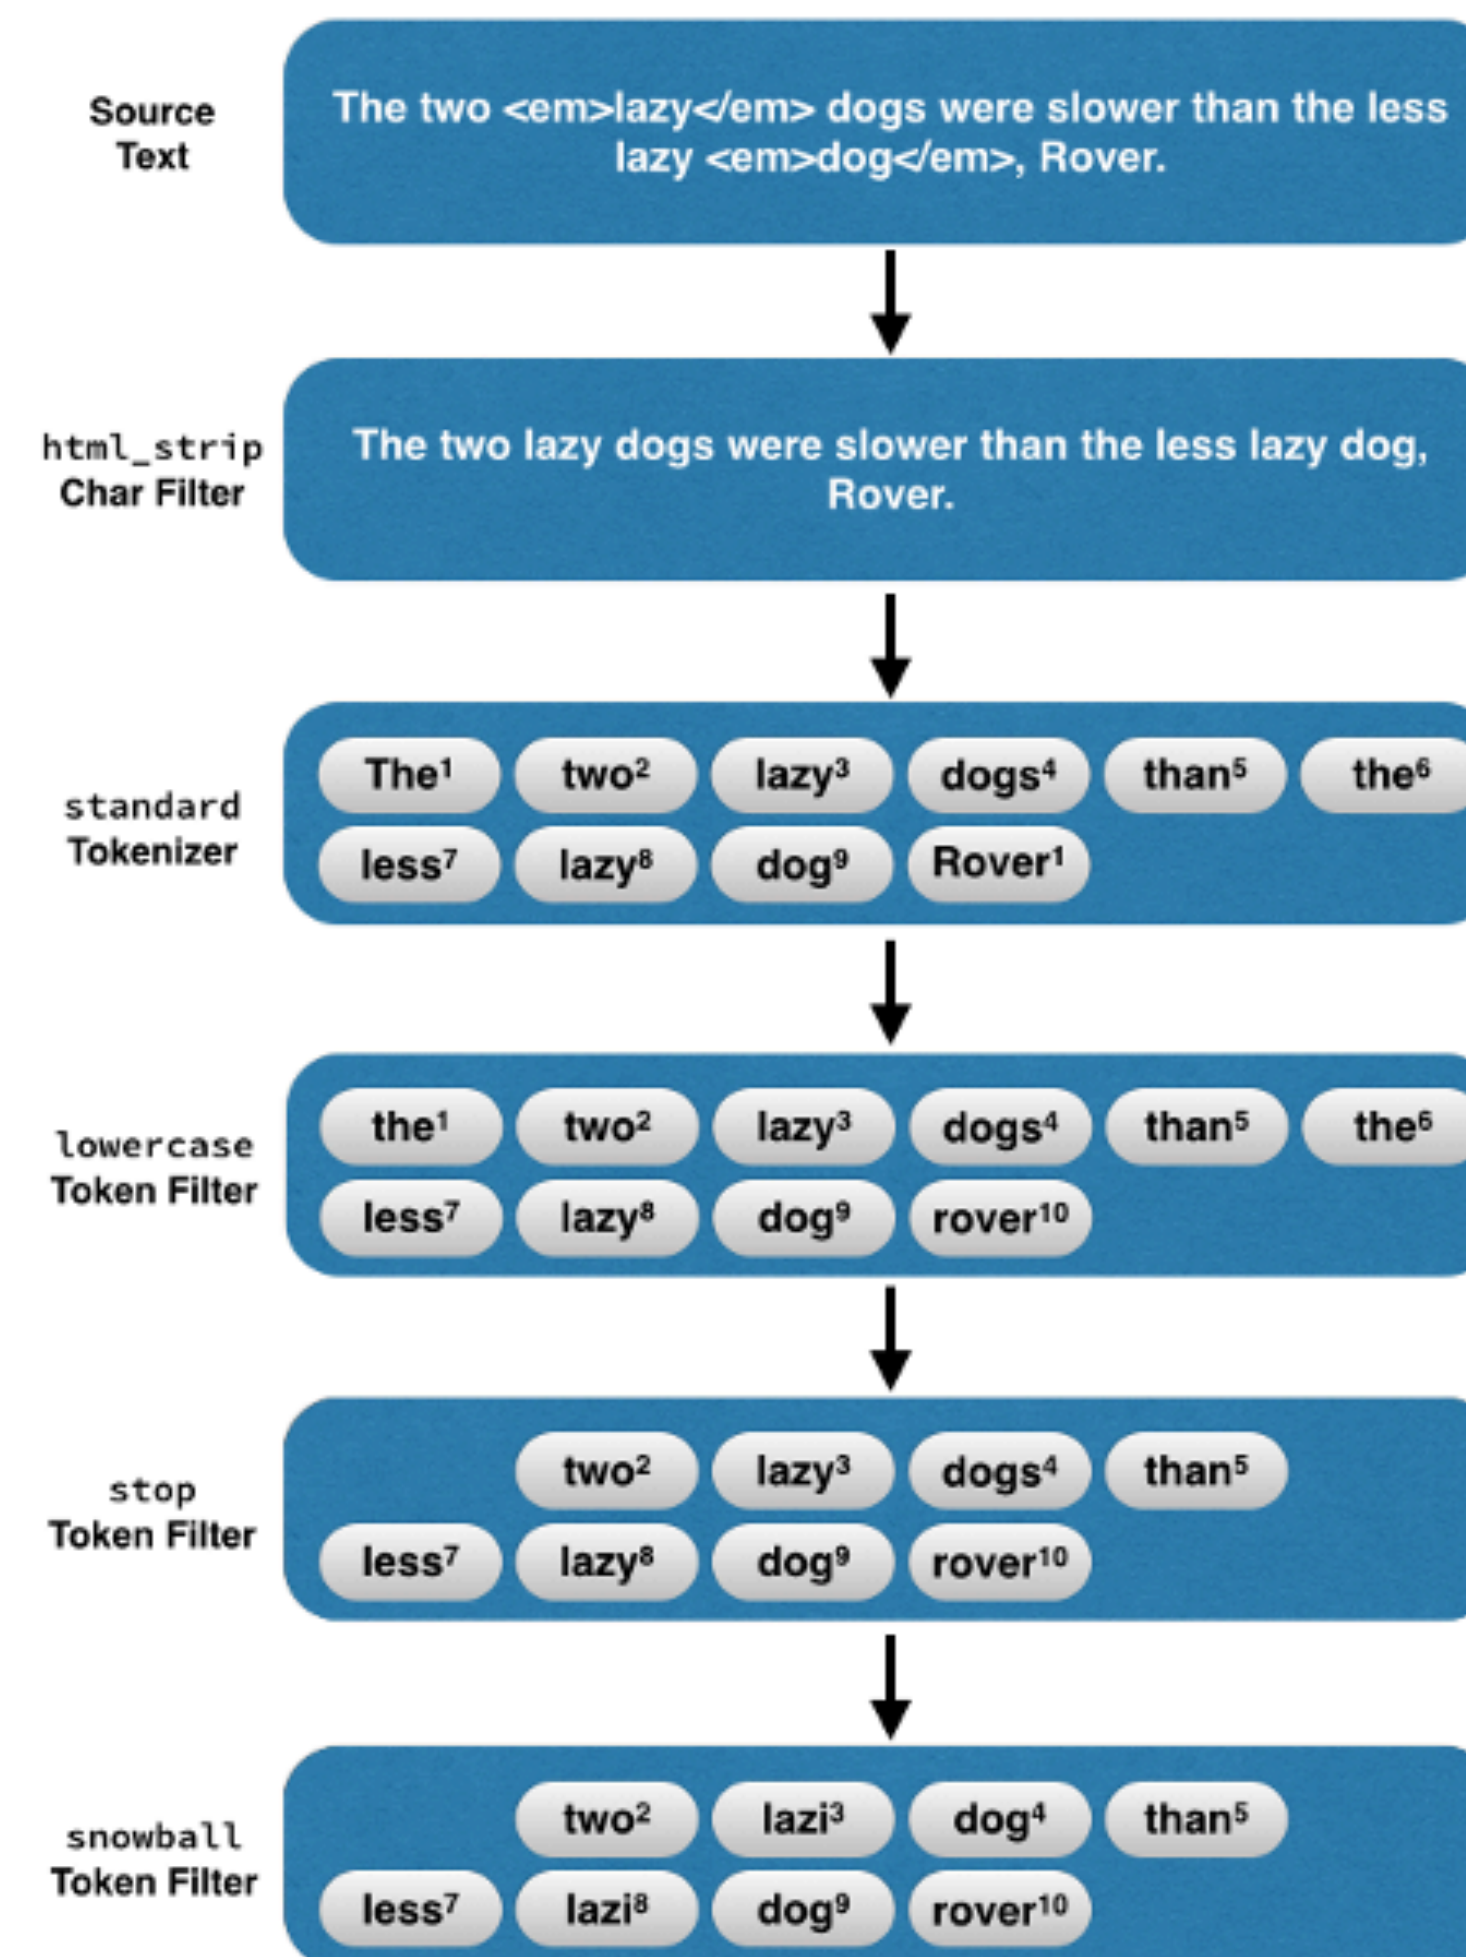 Source
Text
The two <em>lazy</em> dogs were slower than the less
lazy <em>dog</em>, Rover.
html_strip
Char Filter
The two lazy dogs were slower than the less lazy dog,
Rover.
standard
Tokenizer
The¹ two² lazy³ dogs⁴ than⁵ the⁶
less⁷ lazy⁸ dog⁹ Rover¹
lowercase
Token Filter
the¹ two² lazy³ dogs⁴ than⁵ the⁶
less⁷ lazy⁸ dog⁹ rover¹⁰
stop
Token Filter
two² lazy³ dogs⁴ than⁵
less⁷ lazy⁸ dog⁹ rover¹⁰
snowball
Token Filter
two² lazi³ dog⁴ than⁵
less⁷ lazi⁸ dog⁹ rover¹⁰